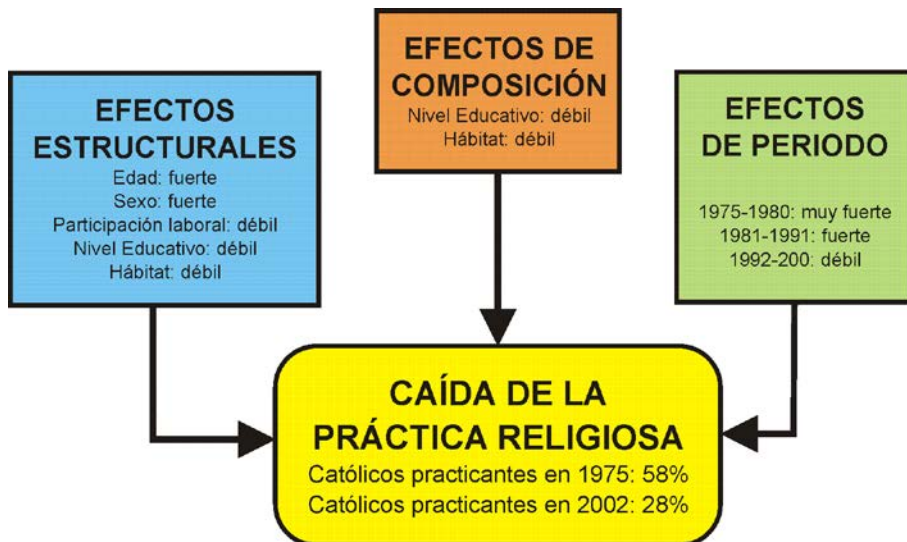 EFECTOS
ESTRUCTURALES
Edad: fuerte
Sexo: fuerte
Participación laboral: débil
Nivel Educativo: débil
Hábitat: débil
EFECTOS DE
COMPOSICIÓN
Nivel Educativo: débil
Hábitat: débil
EFECTOS
DE PERIODO
1975-1980: muy fuerte
1981-1991: fuerte
1992-200: débil
CAÍDA DE LA
PRÁCTICA RELIGIOSA
Católicos practicantes en 1975: 58%
Católicos practicantes en 2002: 28%